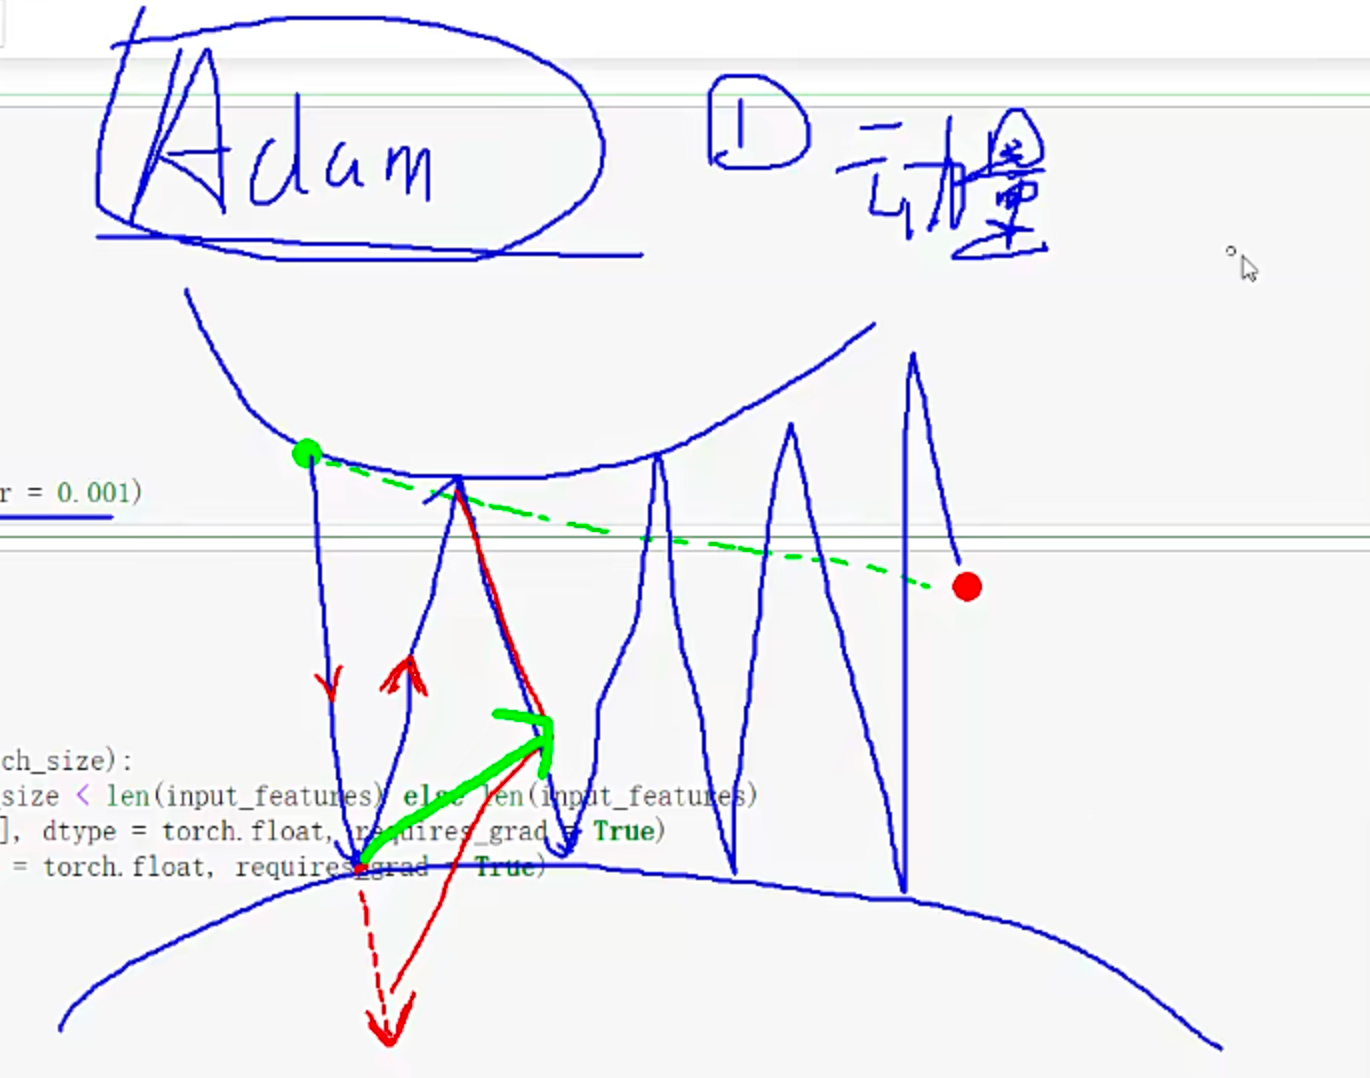 Adam ① 动量
r = 0.001)
ch_size):
size < len(input_features) else len(input_features)
], dtype = torch.float, requires_grad = True)
= torch.float, requires_grad = True)